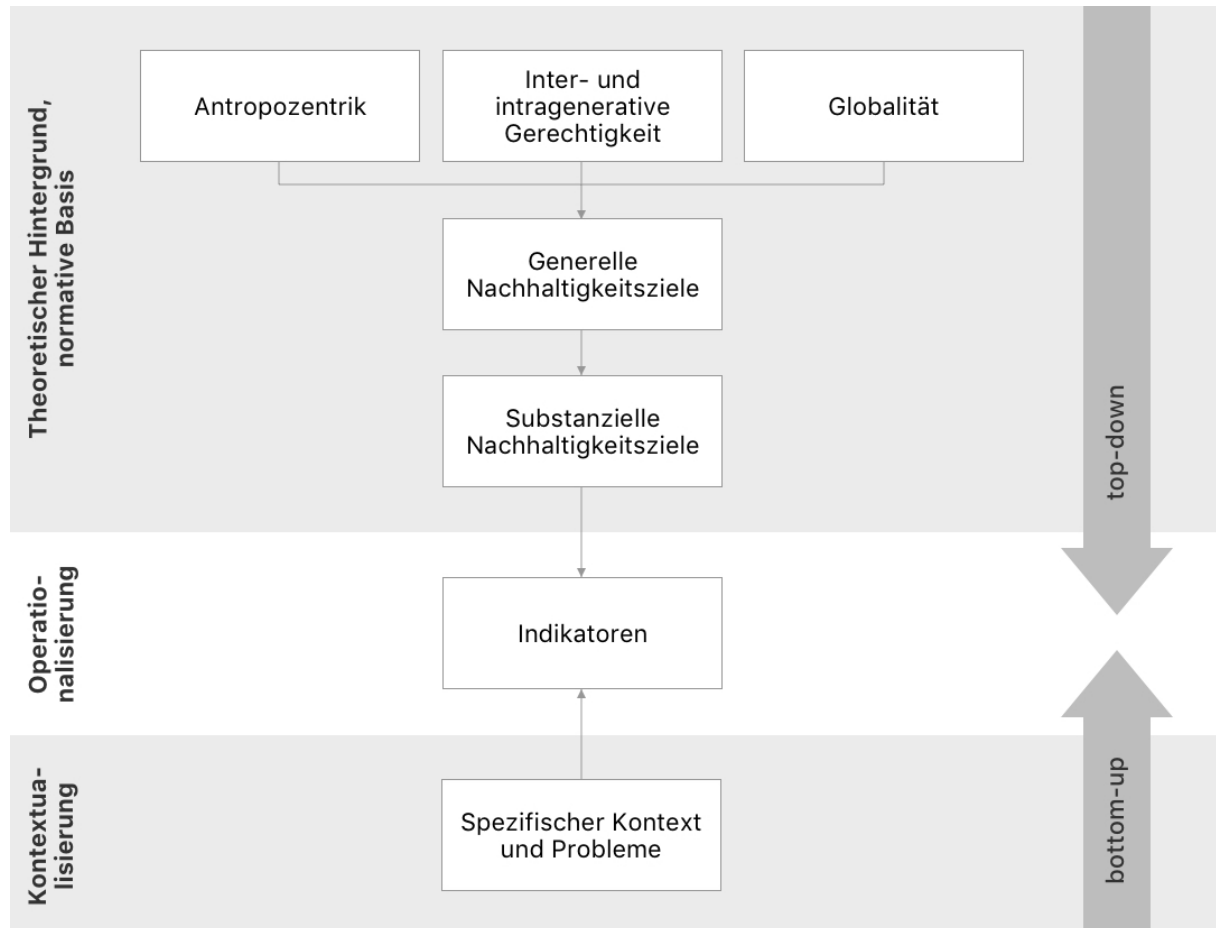 Theoretischer Hintergrund,
normative Basis
Antropozentrik
Inter- und
intragenerative
Gerechtigkeit
Globalität
Generelle
Nachhaltigkeitsziele
Substanzielle
Nachhaltigkeitsziele
top-down
Operatio-
nalisierung
Indikatoren
Kontextua-
lisierung
Spezifischer Kontext
und Probleme
bottom-up